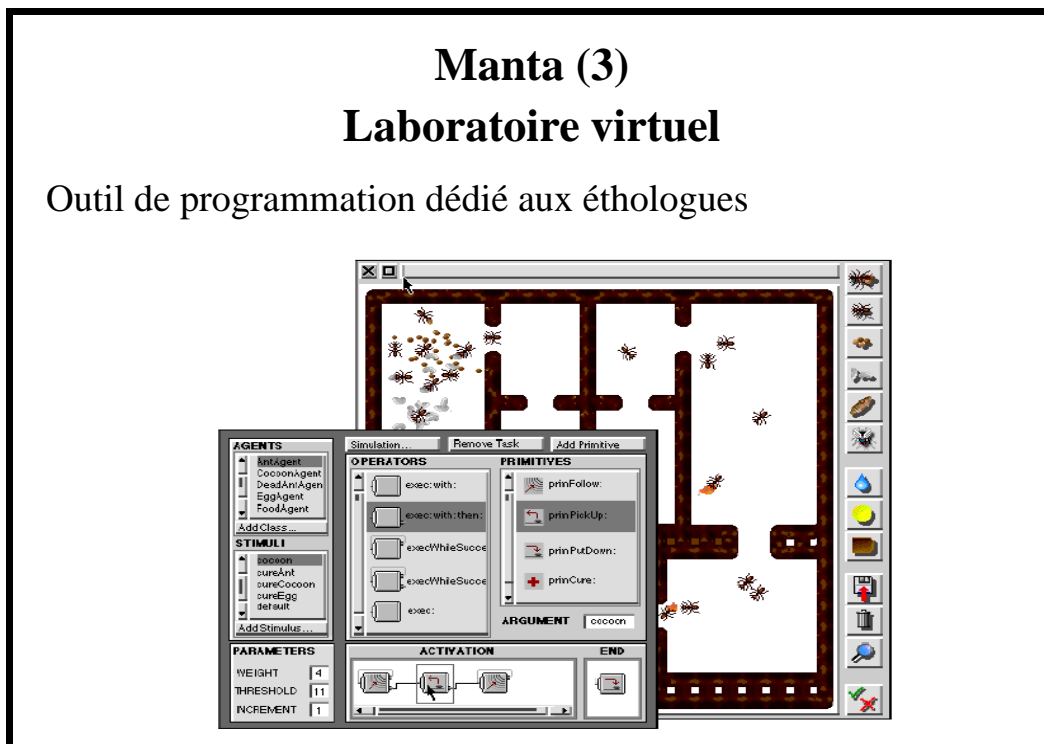 Manta (3)
Laboratoire virtuel
Outil de programmation dédié aux éthologues
AGENTS
AntAgent
CocoonAgent
DeadAntAgen
EggAgent
FoodAgent
Add Class...
STIMULI
cocoon
cureAnt
cureCocoon
cureEgg
default
Add Stimulus...
PARAMETERS
WEIGHT 4
THRESHOLD 11
INCREMENT 1
Simulation... Remove Task Add Primitive
OPERATORS
exec:with:
exec:with:then:
execWhileSucce
execWhileSucce
exec:
PRIMITIVES
prinFollow:
prinPickUp:
prinPutDown:
prinCure:
ARGUMENT cocoon
ACTIVATION
END